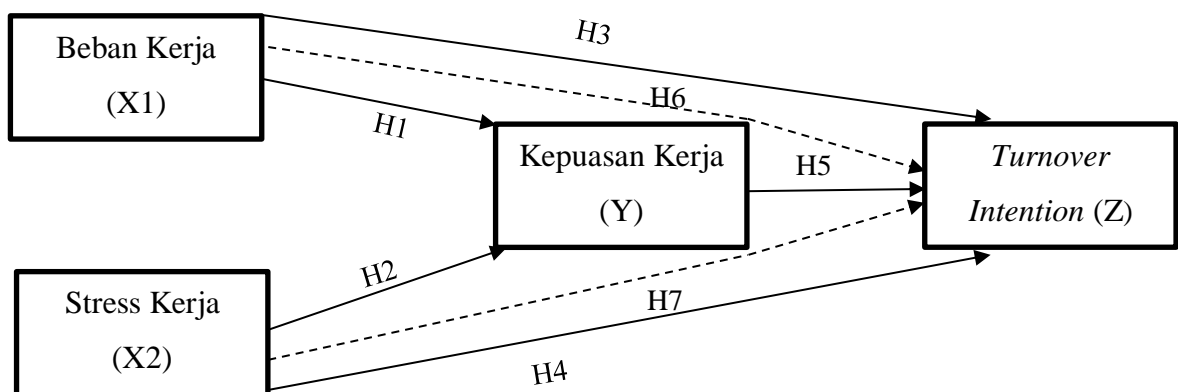 H3
Beban Kerja
(X1)
H6
H1
Kepuasan Kerja
(Y)
H5
Turnover
Intention (Z)
H2
Stress Kerja
(X2)
H7
H4